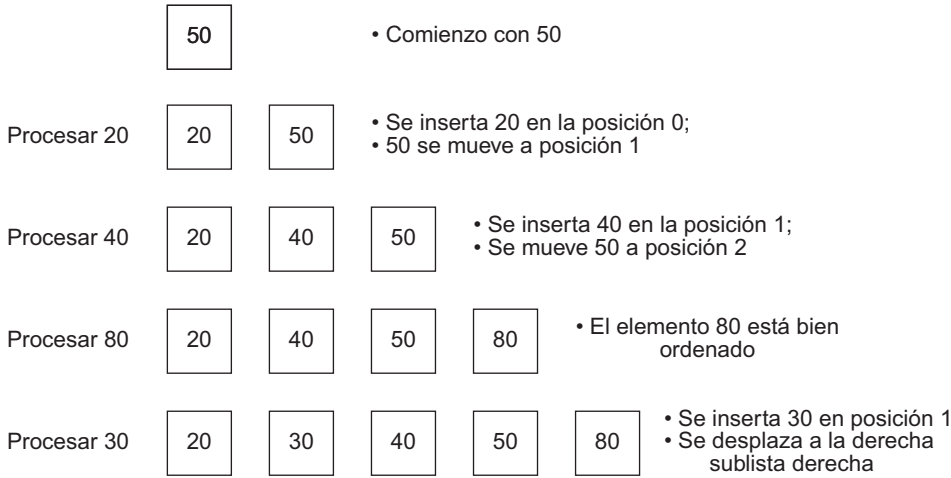 50
• Comienzo con 50
Procesar 20
20
50
• Se inserta 20 en la posición 0;
• 50 se mueve a posición 1
Procesar 40
20
40
50
• Se inserta 40 en la posición 1;
• Se mueve 50 a posición 2
Procesar 80
20
40
50
80
• El elemento 80 está bien
ordenado
Procesar 30
20
30
40
50
80
• Se inserta 30 en posición 1
• Se desplaza a la derecha
sublista derecha